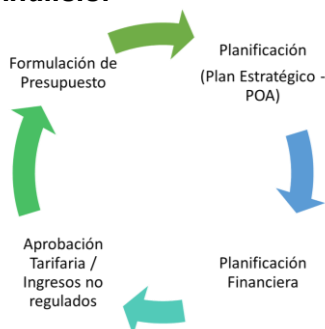 Formulación de
Presupuesto
Planificación
(Plan Estratégico -
POA)
Planificación
Financiera
Aprobación
Tarifaria /
Ingresos no
regulados